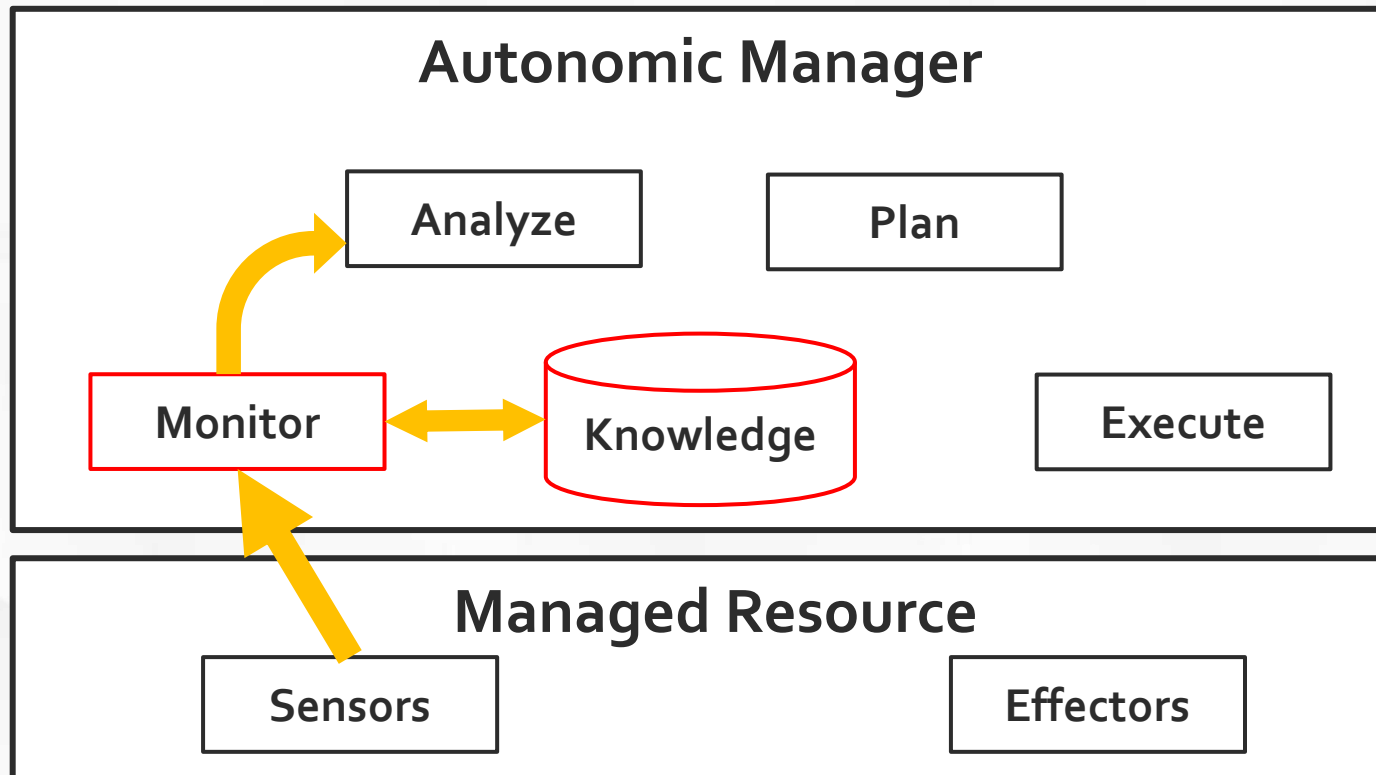 Autonomic Manager
Analyze
Plan
Monitor
Knowledge
Execute
Managed Resource
Sensors
Effectors